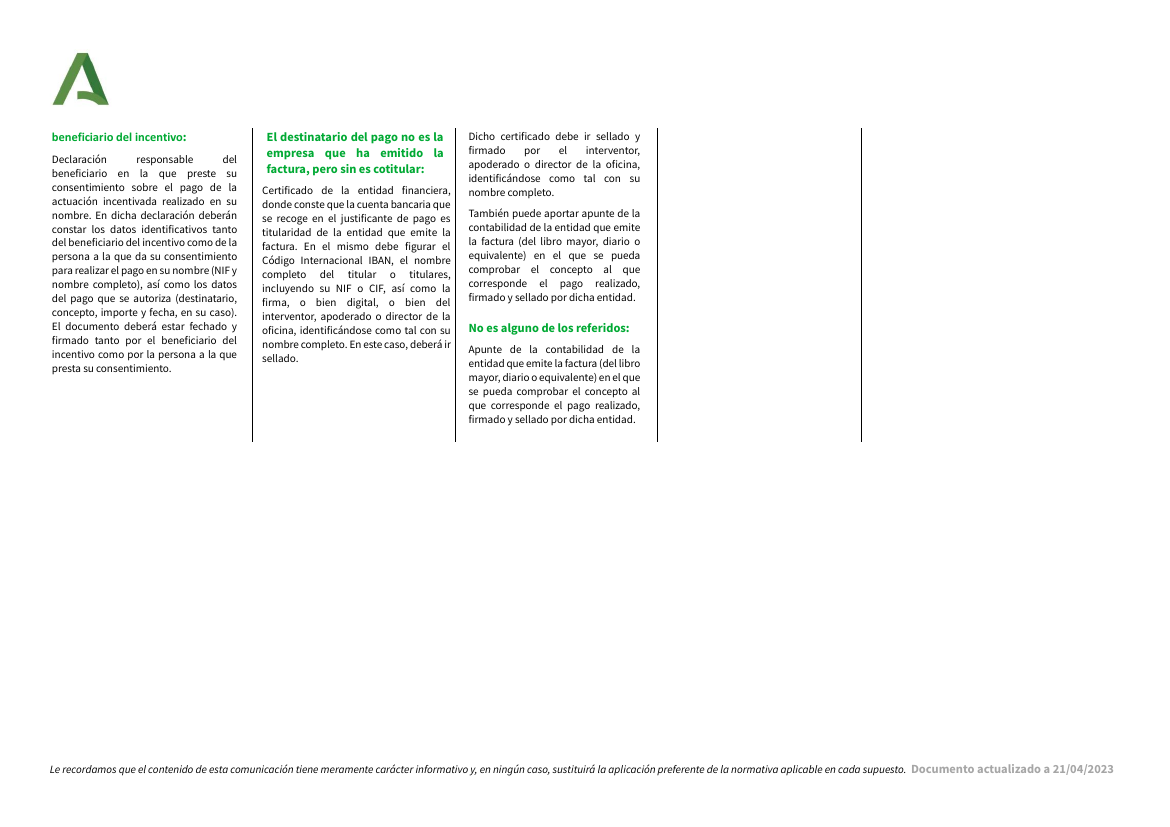 beneficiario del incentivo:
Declaración responsable del
beneficiario en la que preste su
consentimiento sobre el pago de la
actuación incentivada realizado en su
nombre. En dicha declaración deberán
constar los datos identificativos tanto
del beneficiario del incentivo como de la
persona a la que da su consentimiento
para realizar el pago en su nombre (NIF y
nombre completo), así como los datos
del pago que se autoriza (destinatario,
concepto, importe y fecha, en su caso).
El documento deberá estar fechado y
firmado tanto por el beneficiario del
incentivo como por la persona a la que
presta su consentimiento.
El destinatario del pago no es la
empresa que ha emitido la
factura, pero sin es cotitular:
Certificado de la entidad financiera,
donde conste que la cuenta bancaria que
se recoge en el justificante de pago es
titularidad de la entidad que emite la
factura. En el mismo debe figurar el
Código Internacional IBAN, el nombre
completo del titular o titulares,
incluyendo su NIF o CIF, así como la
firma, o bien digital, o bien del
interventor, apoderado o director de la
oficina, identificándose como tal con su
nombre completo. En este caso, deberá ir
sellado.
Dicho certificado debe ir sellado y
firmado por el interventor,
apoderado o director de la oficina,
identificándose como tal con su
nombre completo.
También puede aportar apunte de la
contabilidad de la entidad que emite
la factura (del libro mayor, diario o
equivalente) en el que se pueda
comprobar el concepto al que
corresponde el pago realizado,
firmado y sellado por dicha entidad.
No es alguno de los referidos:
Apunte de la contabilidad de la
entidad que emite la factura (del libro
mayor, diario o equivalente) en el que
se pueda comprobar el concepto al
que corresponde el pago realizado,
firmado y sellado por dicha entidad.
Le recordamos que el contenido de esta comunicación tiene meramente carácter informativo y, en ningún caso, sustituirá la aplicación preferente de la normativa aplicable en cada supuesto. Documento actualizado a 21/04/2023